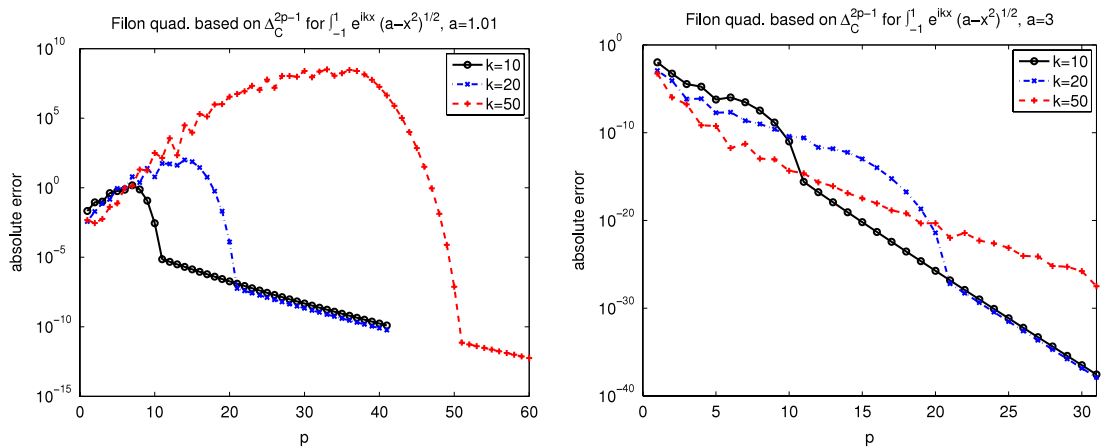 Filon quad. based on Δ_C^{2p−1} for ∫_{−1}^{1} e^{ikx} (a−x²)^{1/2}, a=1.01
10^{10}
10^{5}
10^{0}
10^{−5}
10^{−10}
10^{−15}
absolute error
k=10
k=20
k=50
0 10 20 30 40 50 60
p
Filon quad. based on Δ_C^{2p−1} for ∫_{−1}^{1} e^{ikx} (a−x²)^{1/2}, a=3
10^{0}
10^{−10}
10^{−20}
10^{−30}
10^{−40}
absolute error
k=10
k=20
k=50
0 5 10 15 20 25 30
p